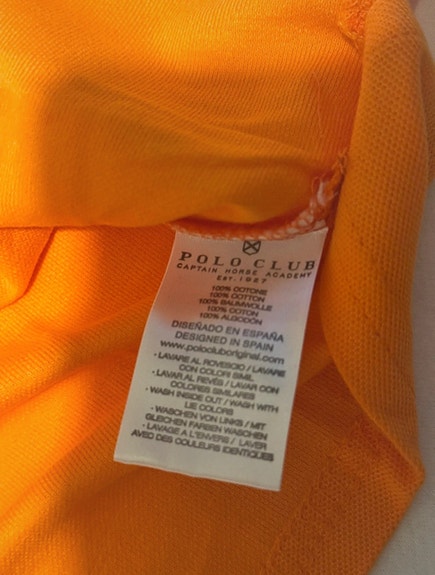 POLO CLUB
CAPTAIN HORSE ACADEMY
EST. 1987
100% COTONE
100% COTTON
100% BAUMWOLLE
100% COTON
100% ALGODÓN
DISEÑADO EN ESPAÑA
DESIGNED IN SPAIN
www.polocluboriginal.com
• LAVARE AL ROVESCIO / LAVARE
CON COLORI SIMIL
• LAVAR AL REVÉS / LAVAR CON
COLORES SIMILARES
• WASH INSIDE OUT / WASH WITH
LIE COLORS
• WASCHEN VON LINKS / MIT
GLEICHEN FARBEN WASCHEN
• LAVAGE A L'ENVERS / LAVER
AVEC DES COULEURS IDENTIQUES